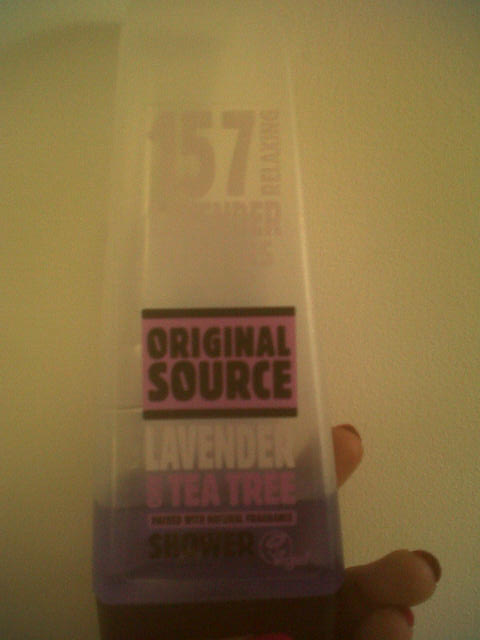 157
RELAXING
LAVENDER
ORIGINAL
SOURCE
LAVENDER
& TEA TREE
PACKED WITH NATURAL FRAGRANCE
SHOWER